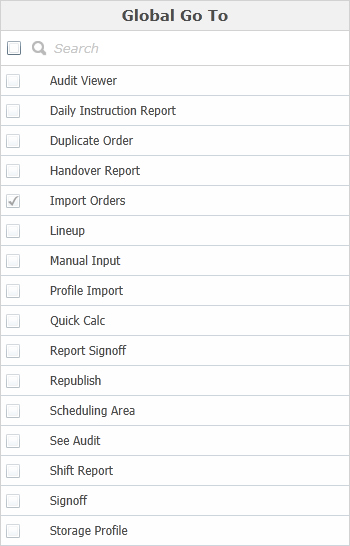 Global Go To
Search
Audit Viewer
Daily Instruction Report
Duplicate Order
Handover Report
Import Orders
Lineup
Manual Input
Profile Import
Quick Calc
Report Signoff
Republish
Scheduling Area
See Audit
Shift Report
Signoff
Storage Profile